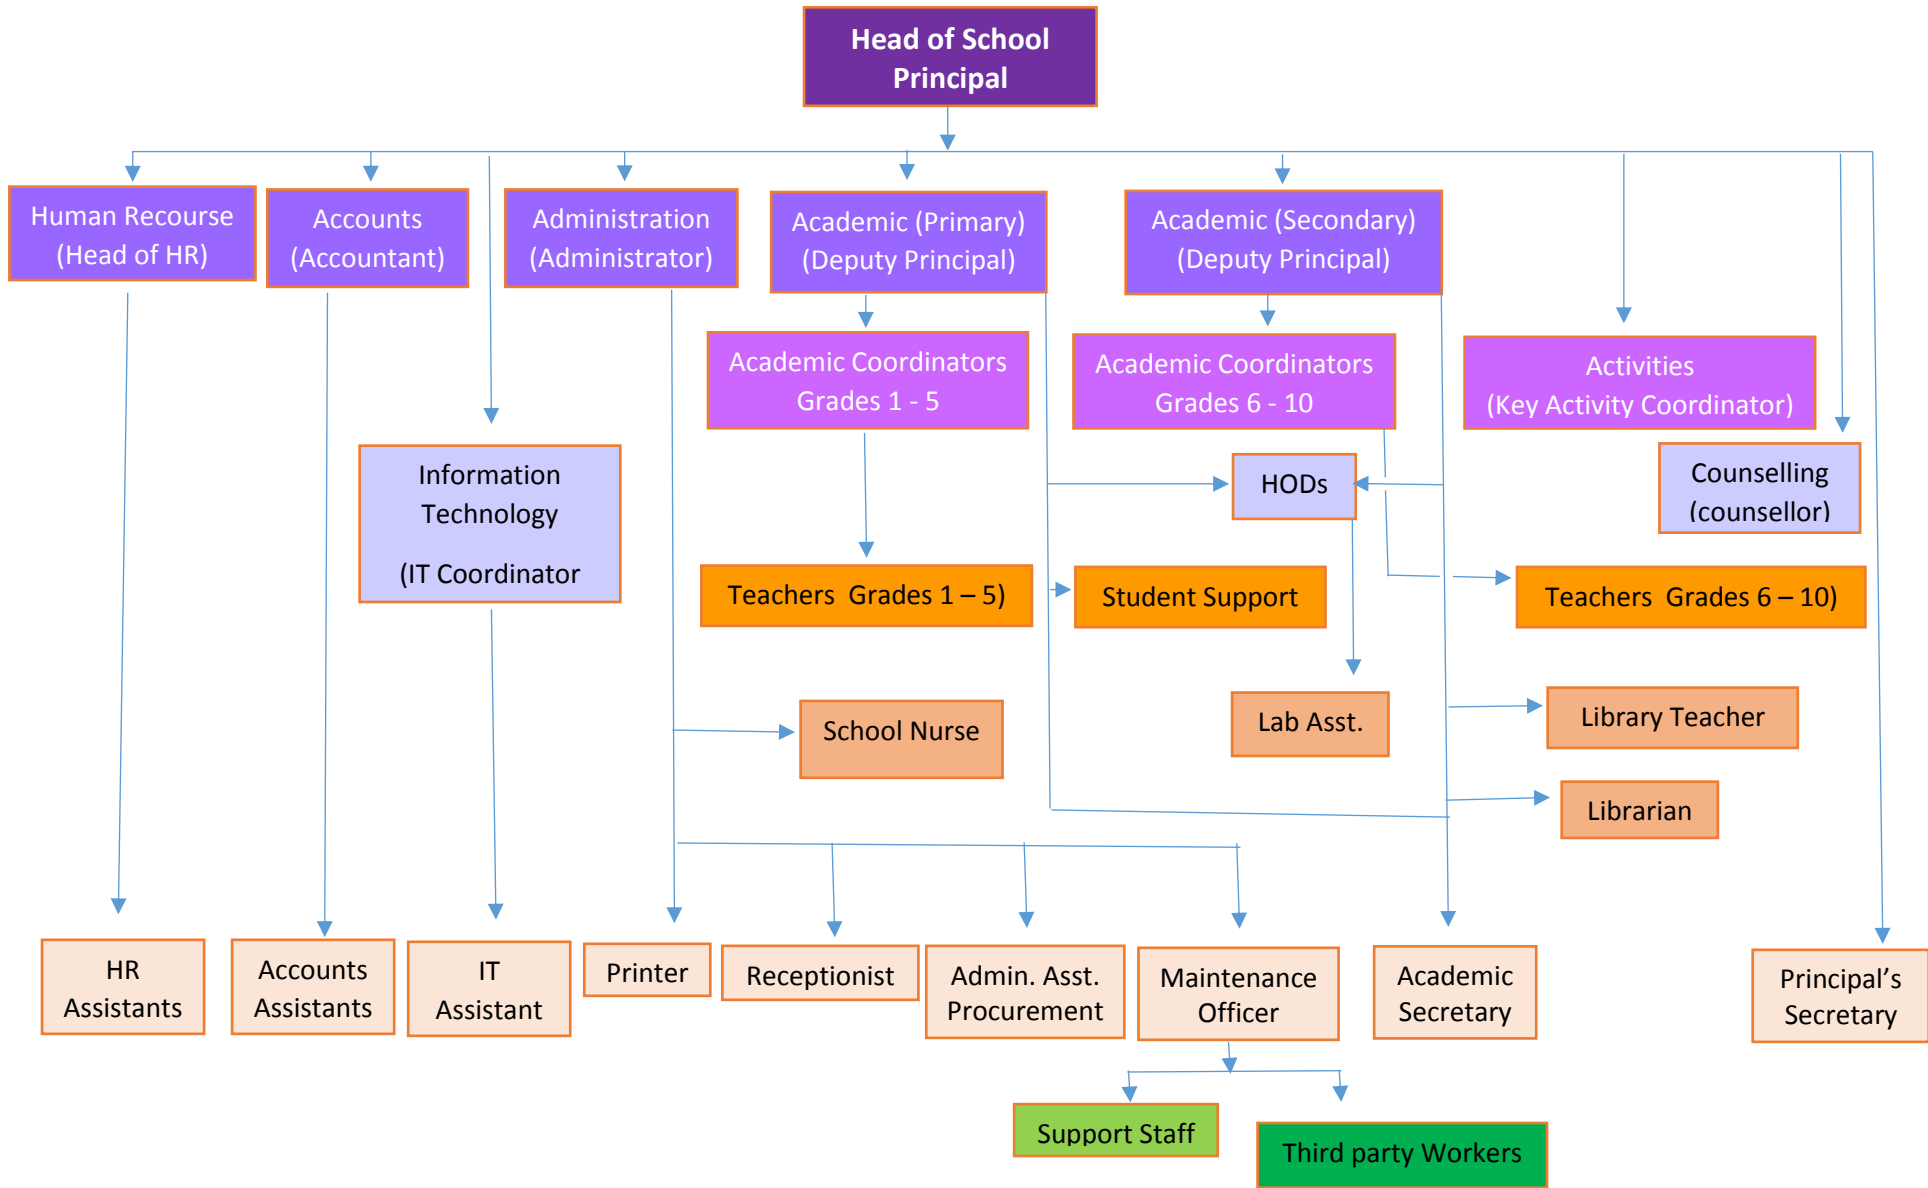 Head of School
Principal
Human Recourse
(Head of HR)
Accounts
(Accountant)
Administration
(Administrator)
Academic (Primary)
(Deputy Principal)
Academic (Secondary)
(Deputy Principal)
Academic Coordinators
Grades 1 - 5
Academic Coordinators
Grades 6 - 10
Activities
(Key Activity Coordinator)
Information
Technology
(IT Coordinator
HODs
Counselling
(counsellor)
Teachers  Grades 1 – 5)
Student Support
Teachers  Grades 6 – 10)
School Nurse
Lab Asst.
Library Teacher
Librarian
HR
Assistants
Accounts
Assistants
IT
Assistant
Printer
Receptionist
Admin. Asst.
Procurement
Maintenance
Officer
Academic
Secretary
Principal’s
Secretary
Support Staff
Third party Workers